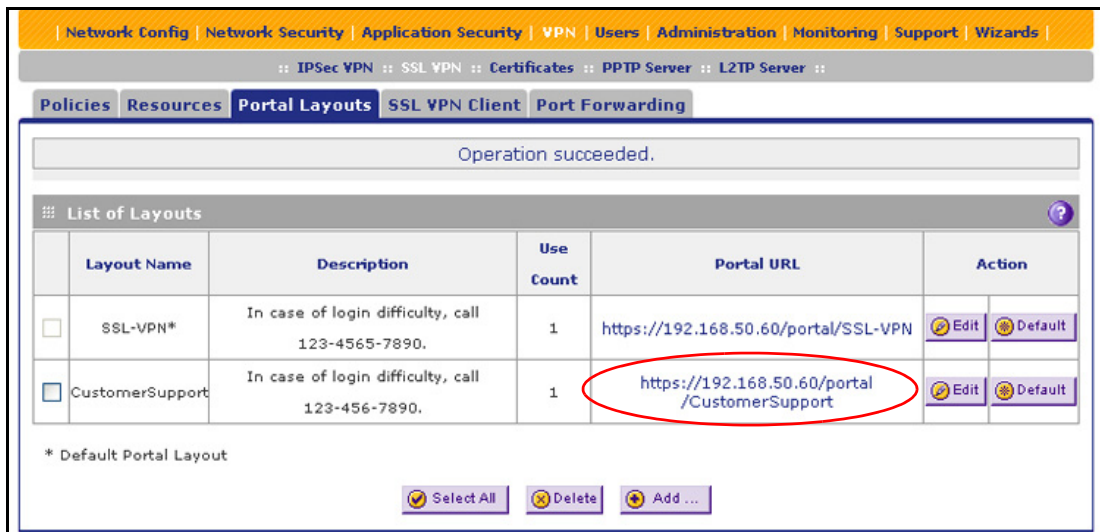 | Network Config | Network Security | Application Security | VPN | Users | Administration | Monitoring | Support | Wizards |
:: IPSec VPN :: SSL VPN :: Certificates :: PPTP Server :: L2TP Server ::
Policies Resources Portal Layouts SSL VPN Client Port Forwarding
Operation succeeded.
List of Layouts ?
Layout Name Description Use Count Portal URL Action
SSL-VPN* In case of login difficulty, call 123-4565-7890. 1 https://192.168.50.60/portal/SSL-VPN Edit Default
CustomerSupport In case of login difficulty, call 123-456-7890. 1 https://192.168.50.60/portal/CustomerSupport Edit Default
* Default Portal Layout
Select All Delete Add ...